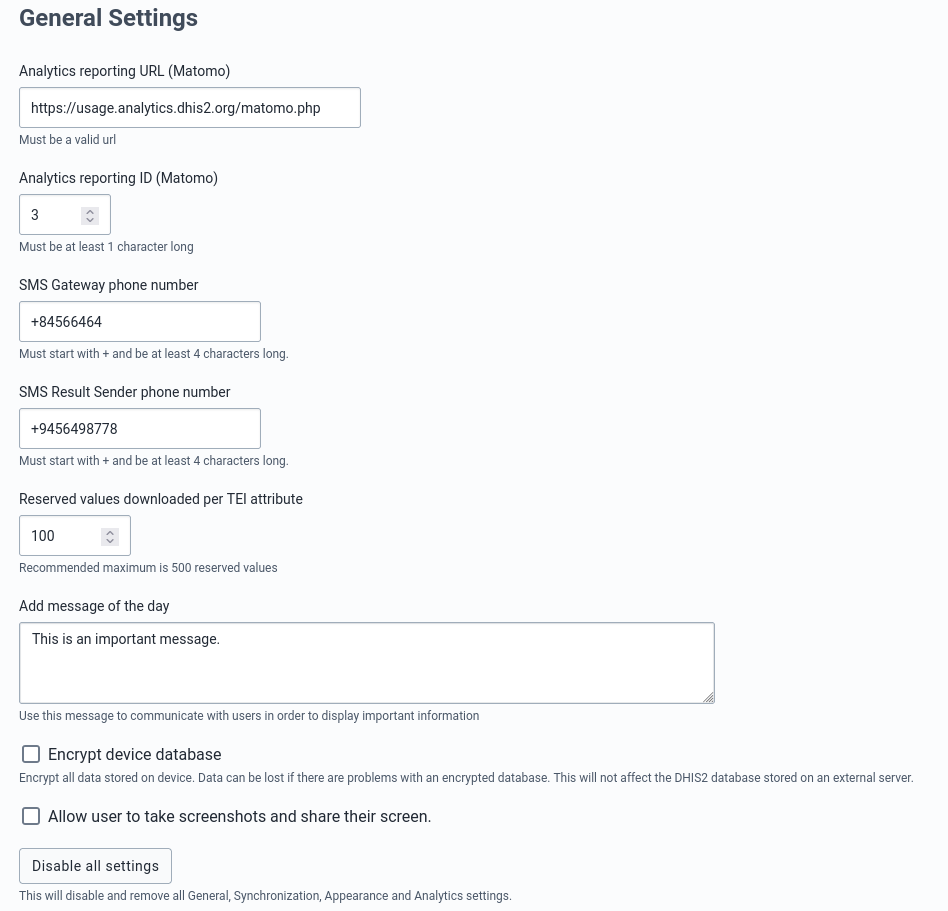 General Settings
Analytics reporting URL (Matomo)
https://usage.analytics.dhis2.org/matomo.php
Must be a valid url
Analytics reporting ID (Matomo)
3
Must be at least 1 character long
SMS Gateway phone number
+84566464
Must start with + and be at least 4 characters long.
SMS Result Sender phone number
+9456498778
Must start with + and be at least 4 characters long.
Reserved values downloaded per TEI attribute
100
Recommended maximum is 500 reserved values
Add message of the day
This is an important message.
Use this message to communicate with users in order to display important information
Encrypt device database
Encrypt all data stored on device. Data can be lost if there are problems with an encrypted database. This will not affect the DHIS2 database stored on an external server.
Allow user to take screenshots and share their screen.
Disable all settings
This will disable and remove all General, Synchronization, Appearance and Analytics settings.